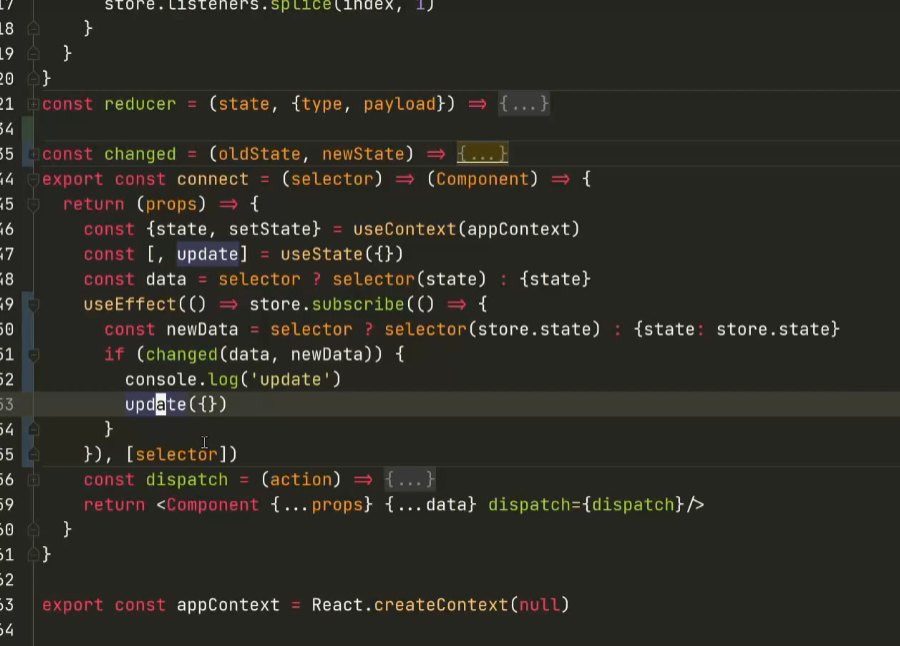 17 store.listeners.splice(index, 1)
18 }
19 }
20 }
21 const reducer = (state, {type, payload}) => {...}
34
35 const changed = (oldState, newState) => {...}
44 export const connect = (selector) => (Component) => {
45 return (props) => {
46 const {state, setState} = useContext(appContext)
47 const [, update] = useState({})
48 const data = selector ? selector(state) : {state}
49 useEffect(() => store.subscribe(() => {
50 const newData = selector ? selector(store.state) : {state: store.state}
51 if (changed(data, newData)) {
52 console.log('update')
53 update({})
54 }
55 }), [selector])
56 const dispatch = (action) => {...}
59 return <Component {...props} {...data} dispatch={dispatch}/>
60 }
61 }
62
63 export const appContext = React.createContext(null)
64